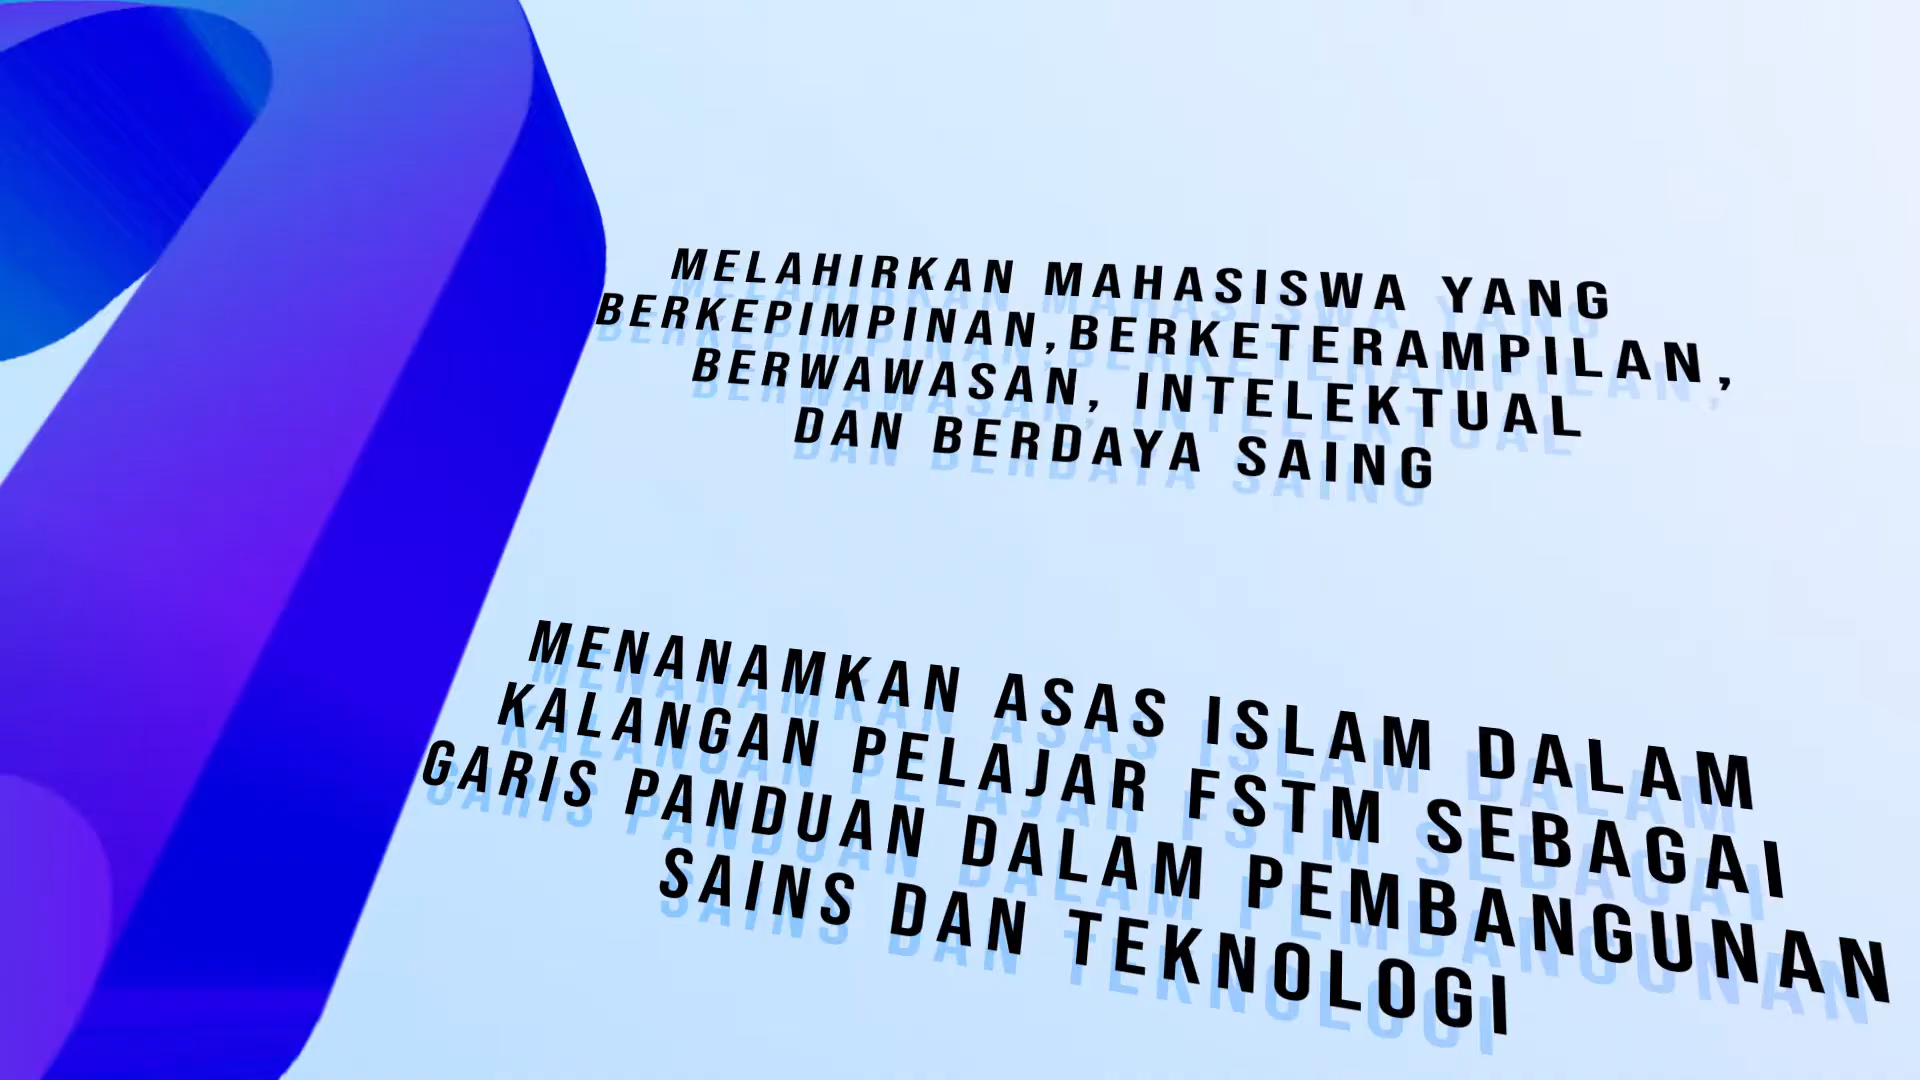 MELAHIRKAN MAHASISWA YANG
BERKEPIMPINAN,BERKETERAMPILAN,
BERWAWASAN, INTELEKTUAL
DAN BERDAYA SAING
MENANAMKAN ASAS ISLAM DALAM
KALANGAN PELAJAR FSTM SEBAGAI
GARIS PANDUAN DALAM PEMBANGUNAN
SAINS DAN TEKNOLOGI